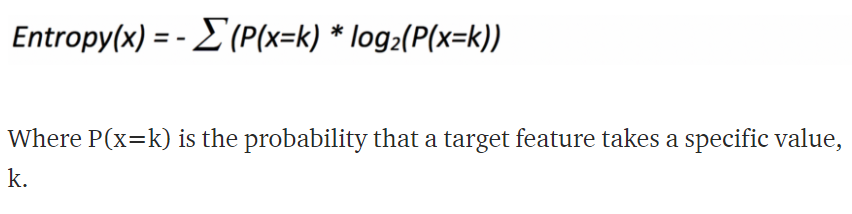 Entropy(x) = - ∑(P(x=k) * log₂(P(x=k))
Where P(x=k) is the probability that a target feature takes a specific value,
k.